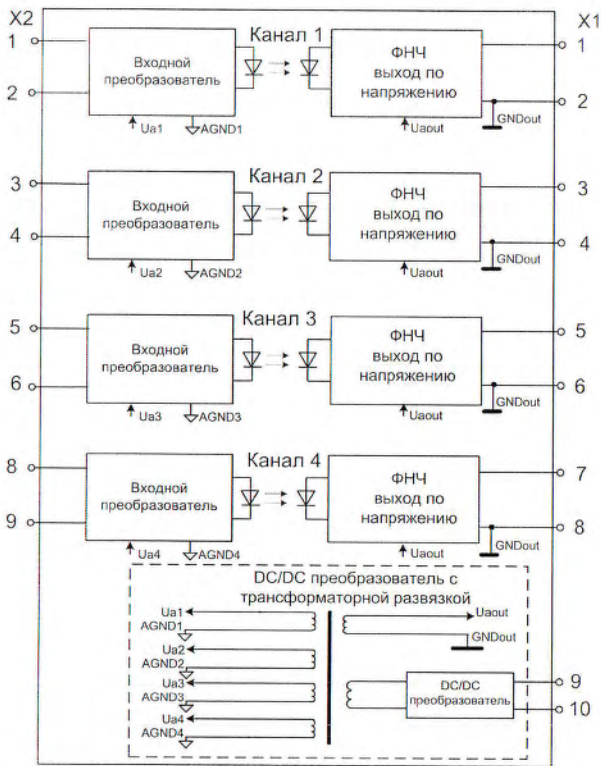 X2
X1
Канал 1
1
Входной
преобразователь
ФНЧ
выход по
напряжению
1
2
2
GNDout
Ua1
AGND1
Uaout
Канал 2
3
Входной
преобразователь
ФНЧ
выход по
напряжению
3
4
4
GNDout
Ua2
AGND2
Uaout
Канал 3
5
Входной
преобразователь
ФНЧ
выход по
напряжению
5
6
6
GNDout
Ua3
AGND3
Uaout
Канал 4
8
Входной
преобразователь
ФНЧ
выход по
напряжению
7
9
8
GNDout
Ua4
AGND4
Uaout
DC/DC преобразователь с
трансформаторной развязкой
Ua1
AGND1
Uaout
GNDout
Ua2
AGND2
Ua3
AGND3
Ua4
AGND4
DC/DC
преобразователь
9
10